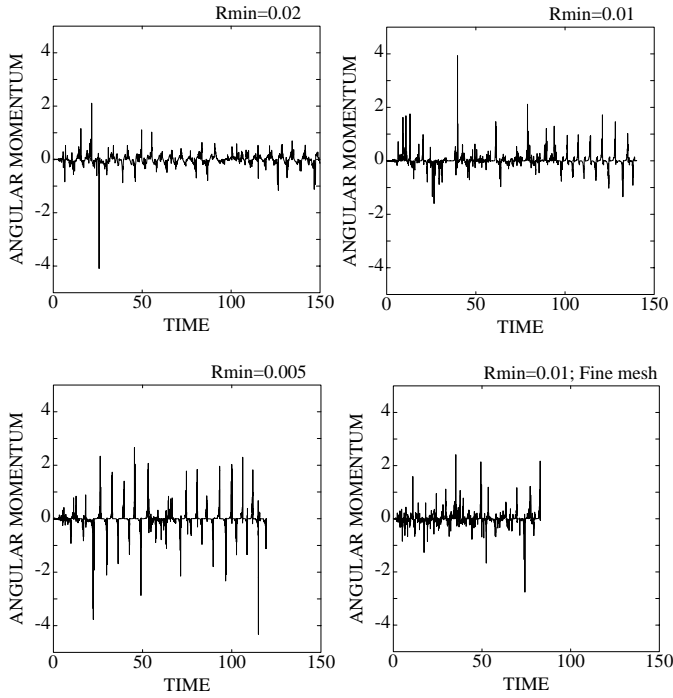 Rmin=0.02
ANGULAR MOMENTUM
4
2
0
-2
-4
0 50 100 150
TIME
Rmin=0.01
ANGULAR MOMENTUM
4
2
0
-2
-4
0 50 100 150
TIME
Rmin=0.005
ANGULAR MOMENTUM
4
2
0
-2
-4
0 50 100 150
TIME
Rmin=0.01; Fine mesh
ANGULAR MOMENTUM
4
2
0
-2
-4
0 50 100 150
TIME